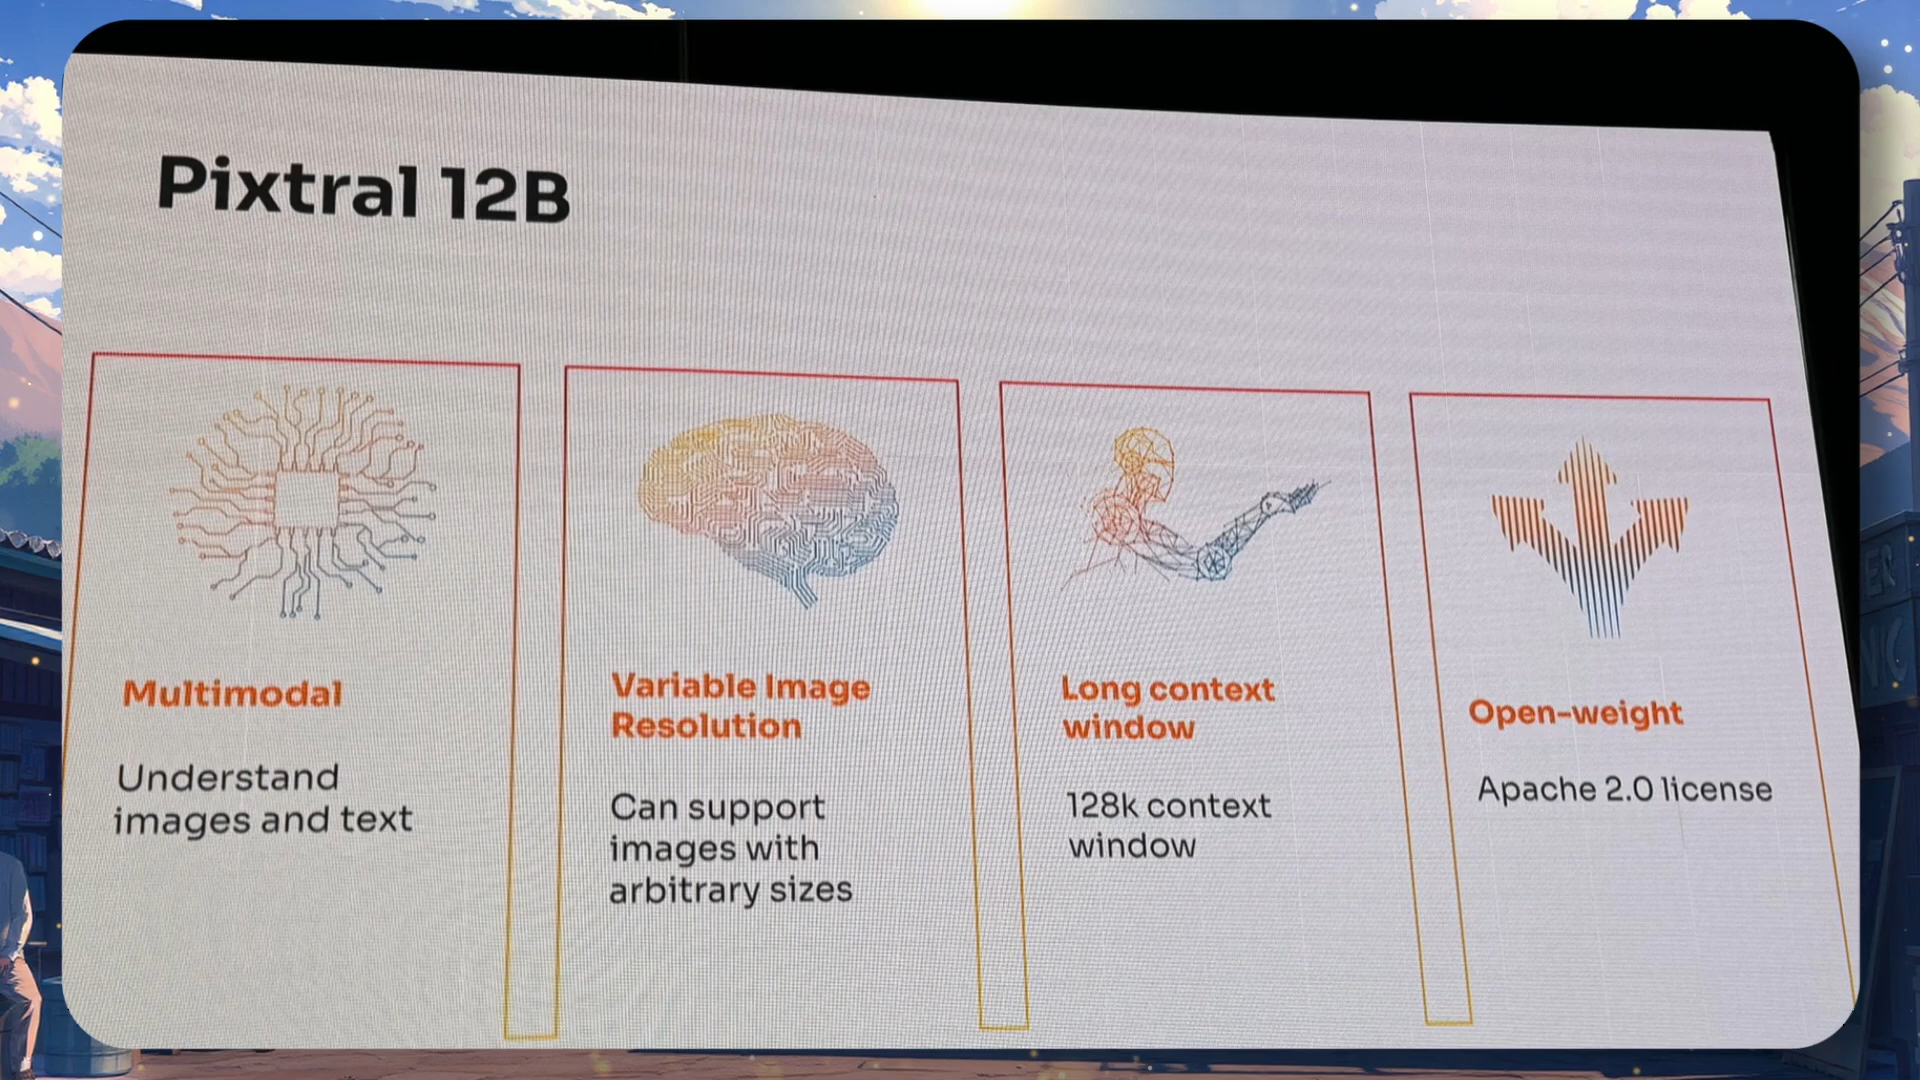 Pixtral 12B
Multimodal
Understand
images and text
Variable Image
Resolution
Can support
images with
arbitrary sizes
Long context
window
128k context
window
Open-weight
Apache 2.0 license